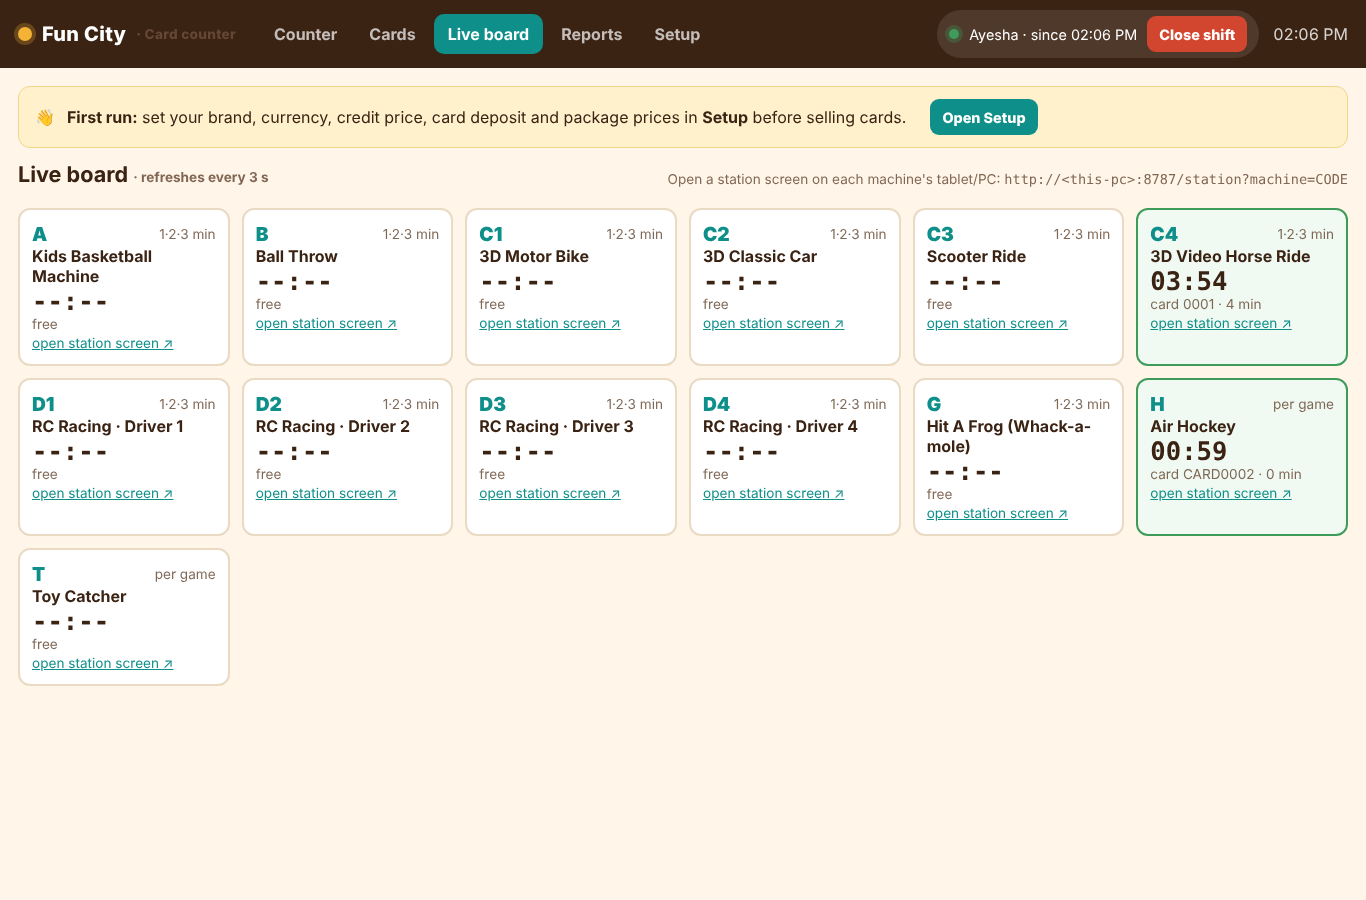 Fun City · Card counter
Counter
Cards
Live board
Reports
Setup
Ayesha · since 02:06 PM
Close shift
02:06 PM
👋 First run: set your brand, currency, credit price, card deposit and package prices in Setup before selling cards.
Open Setup
Live board · refreshes every 3 s
Open a station screen on each machine's tablet/PC: http://<this-pc>:8787/station?machine=CODE
A 1·2·3 min
Kids Basketball
Machine
--:--
free
open station screen ↗
B 1·2·3 min
Ball Throw
--:--
free
open station screen ↗
C1 1·2·3 min
3D Motor Bike
--:--
free
open station screen ↗
C2 1·2·3 min
3D Classic Car
--:--
free
open station screen ↗
C3 1·2·3 min
Scooter Ride
--:--
free
open station screen ↗
C4 1·2·3 min
3D Video Horse Ride
03:54
card 0001 · 4 min
open station screen ↗
D1 1·2·3 min
RC Racing · Driver 1
--:--
free
open station screen ↗
D2 1·2·3 min
RC Racing · Driver 2
--:--
free
open station screen ↗
D3 1·2·3 min
RC Racing · Driver 3
--:--
free
open station screen ↗
D4 1·2·3 min
RC Racing · Driver 4
--:--
free
open station screen ↗
G 1·2·3 min
Hit A Frog (Whack-a-
mole)
--:--
free
open station screen ↗
H per game
Air Hockey
00:59
card CARD0002 · 0 min
open station screen ↗
T per game
Toy Catcher
--:--
free
open station screen ↗